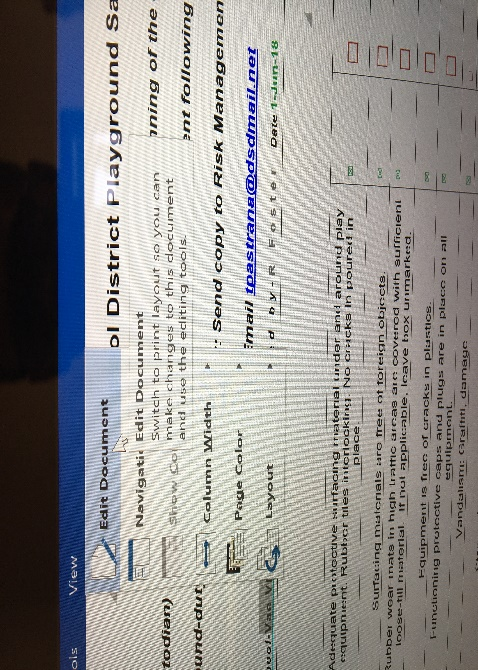 ols View
Edit Document
ol District Playground Sa
Navigati
Edit Document
Switch to print layout so you can
make changes to this document
and use the editing tools.
nning of the
ent following
Show Co
todian)
Column Width
Send copy to Risk Managemen
und-dut
Page Color
mail tpastrana@dsdmail.net
Layout
d by - R Foster Date 1-Jun-18
Adequate protective surfacing material under and around play
equipment. Rubber tiles interlocking. No cracks in poured in
place
Surfacing materials are free of foreign objects.
ubber wear mats in high traffic areas are covered with sufficient
loose-fill material. If not applicable, leave box unmarked.
Equipment is free of cracks in plastics.
Functioning protective caps and plugs are in place on all
equipment.
Vandalism: Graffiti, damage